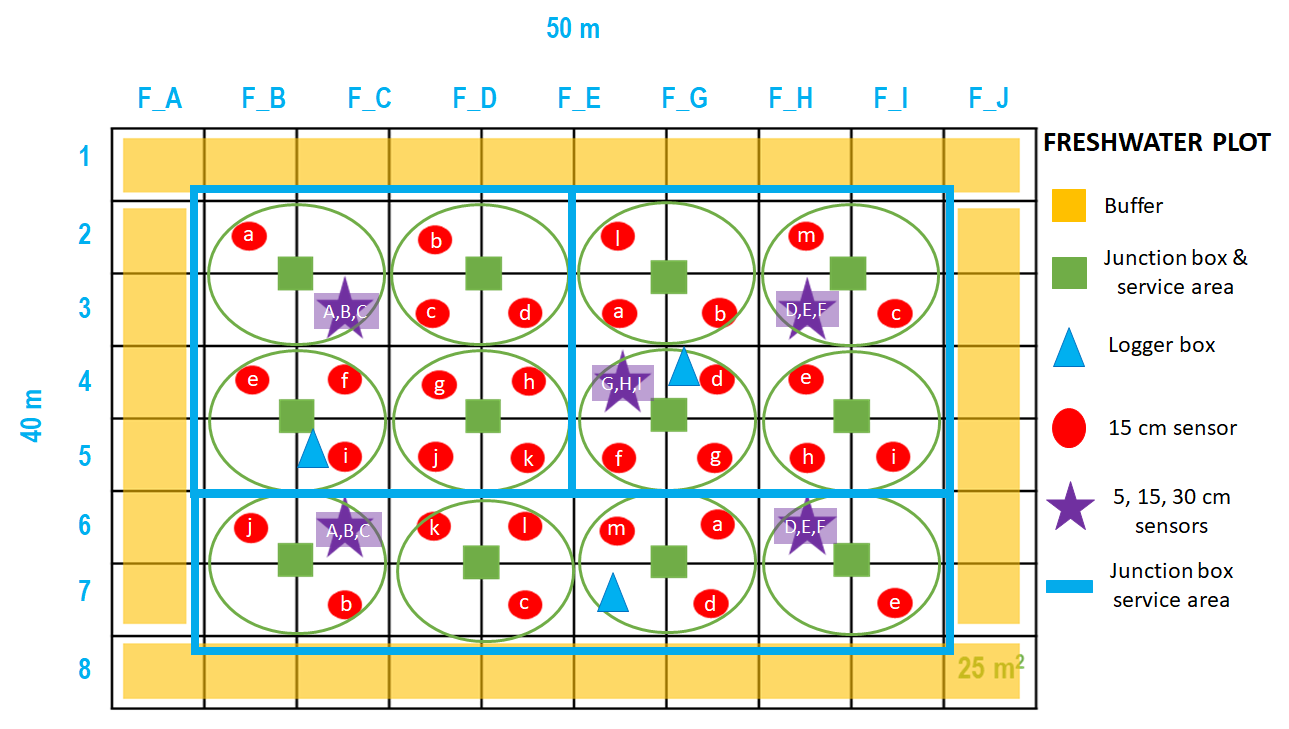 50 m
F_A F_B F_C F_D F_E F_G F_H F_I F_J
FRESHWATER PLOT
1
Buffer
2
a b l m
Junction box &
service area
3
A,B,C c d a b D,E,F c
Logger box
4
e f g h G,H,I d e
40 m
15 cm sensor
5
i j k f g h i
5, 15, 30 cm
sensors
6
j A,B,C k l m a D,E,F
Junction box
service area
7
b c d e
8
25 m²